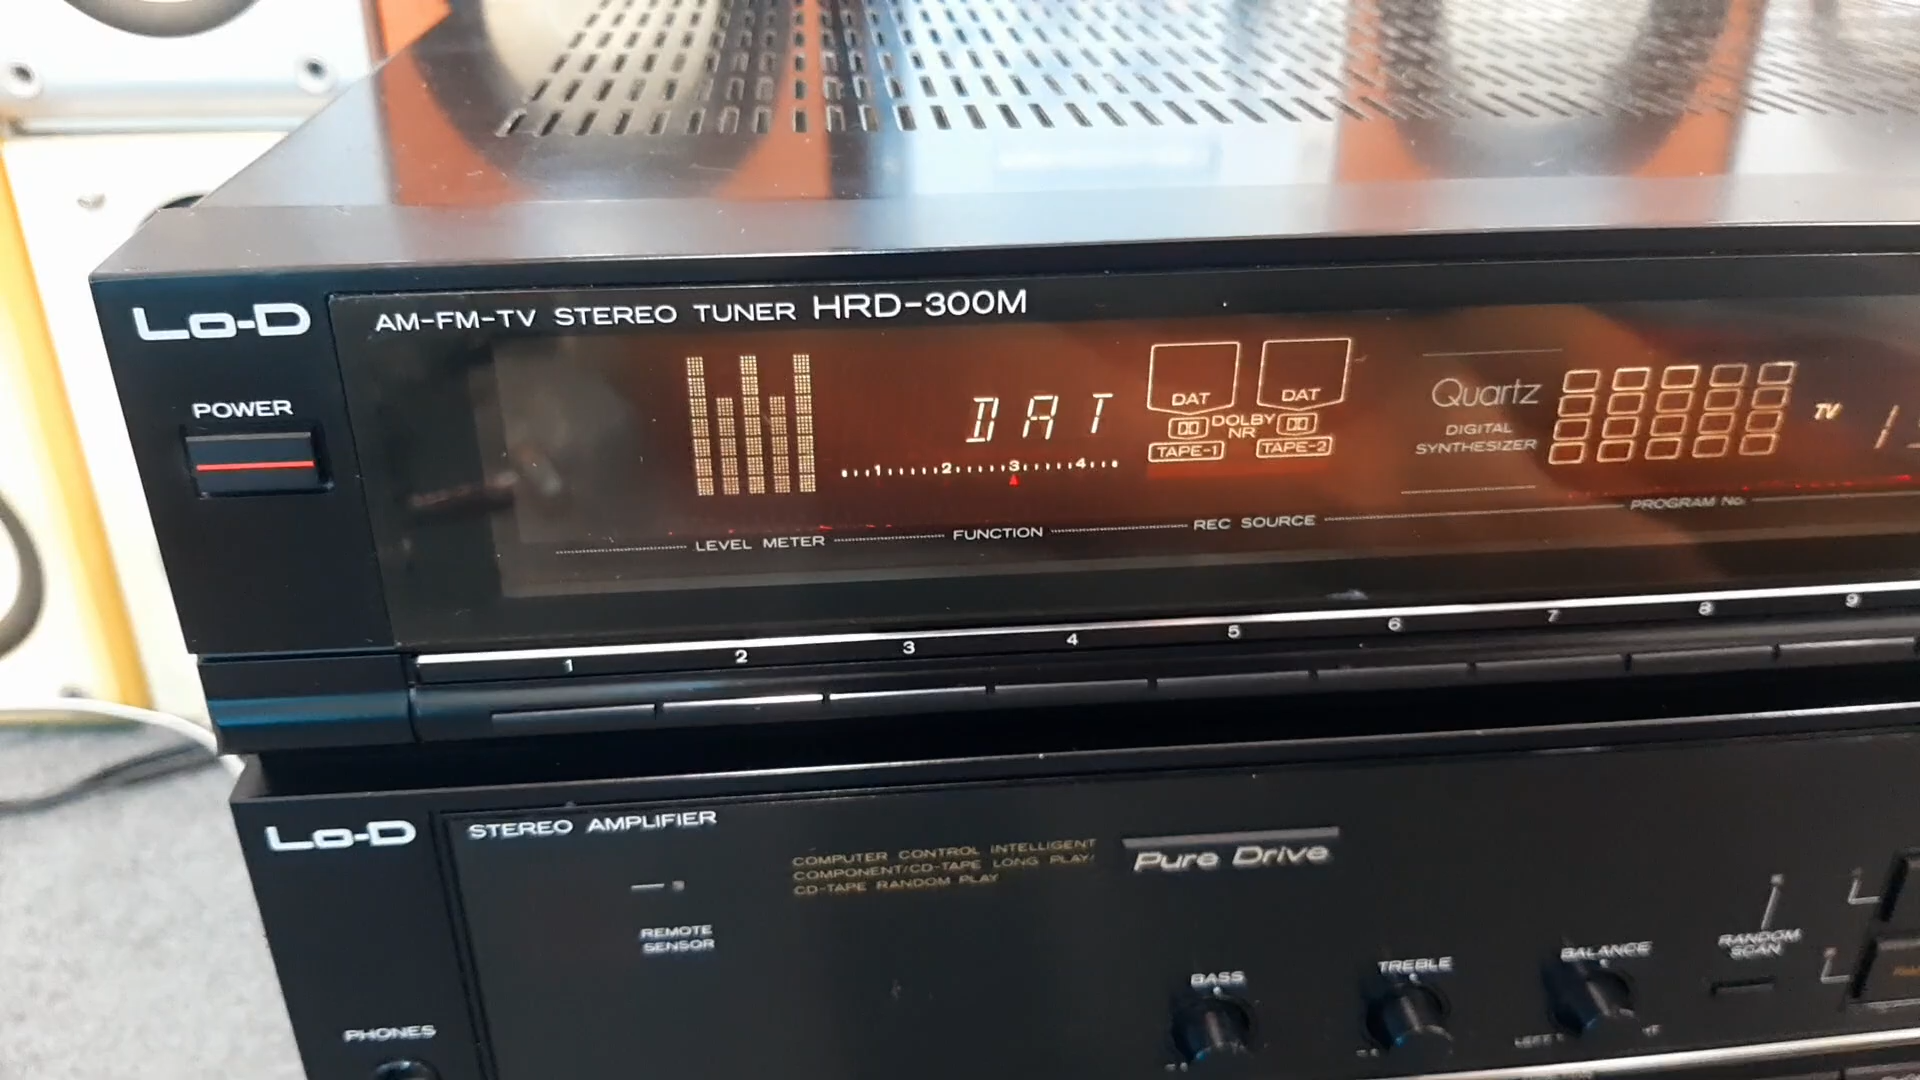 Lo-D
AM-FM-TV STEREO TUNER HRD-300M
POWER
DAT
DAT
DAT
DOLBY
NR
TAPE-1
TAPE-2
1 2 3 4
Quartz
DIGITAL
SYNTHESIZER
TV
LEVEL METER
FUNCTION
REC SOURCE
PROGRAM No.
1 2 3 4 5 6 7 8 9
Lo-D
STEREO AMPLIFIER
COMPUTER CONTROL INTELLIGENT
COMPONENT/CD-TAPE LONG PLAY/
CD-TAPE RANDOM PLAY
Pure Drive
REMOTE
SENSOR
BASS
TREBLE
BALANCE
RANDOM
SCAN
PHONES